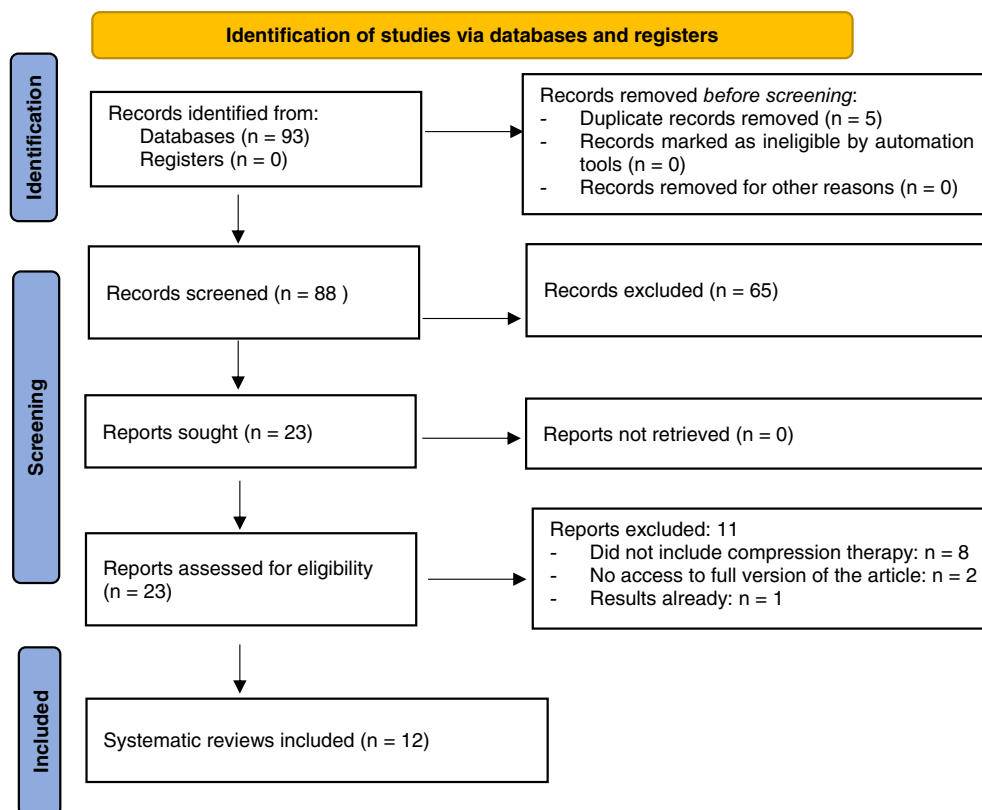 Identification of studies via databases and registers
Identification
Records identified from:
Databases (n = 93)
Registers (n = 0)
Records removed before screening:
- Duplicate records removed (n = 5)
- Records marked as ineligible by automation
tools (n = 0)
- Records removed for other reasons (n = 0)
Screening
Records screened (n = 88 )
Records excluded (n = 65)
Reports sought (n = 23)
Reports not retrieved (n = 0)
Reports assessed for eligibility
(n = 23)
Reports excluded: 11
- Did not include compression therapy: n = 8
- No access to full version of the article: n = 2
- Results already: n = 1
Included
Systematic reviews included (n = 12)